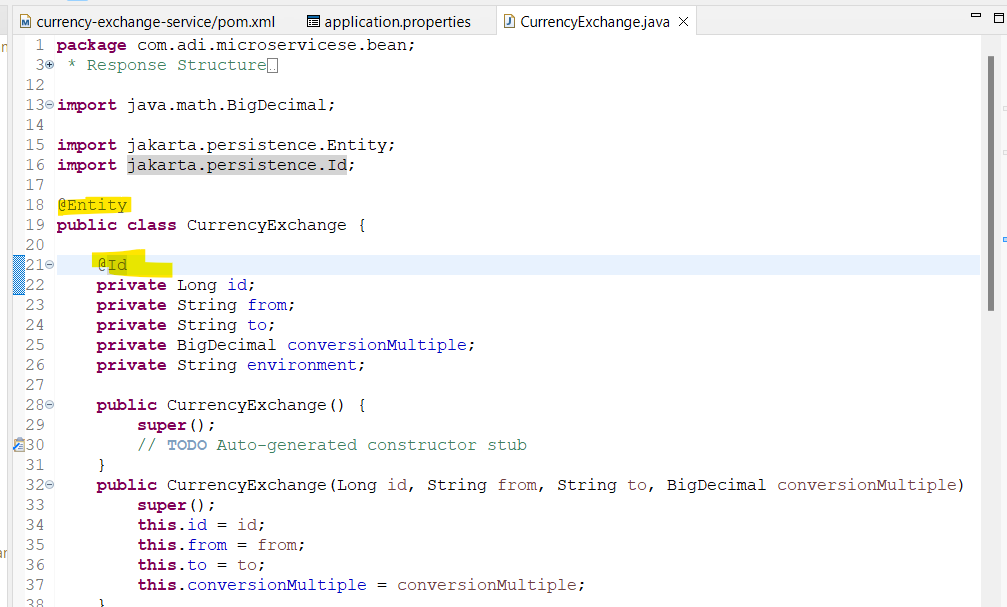 currency-exchange-service/pom.xml application.properties CurrencyExchange.java
1 package com.adi.microservicese.bean;
3 * Response Structure..
12
13 import java.math.BigDecimal;
14
15 import jakarta.persistence.Entity;
16 import jakarta.persistence.Id;
17
18 @Entity
19 public class CurrencyExchange {
20
21 @Id
22 private Long id;
23 private String from;
24 private String to;
25 private BigDecimal conversionMultiple;
26 private String environment;
27
28 public CurrencyExchange() {
29 super();
30 // TODO Auto-generated constructor stub
31 }
32 public CurrencyExchange(Long id, String from, String to, BigDecimal conversionMultiple)
33 super();
34 this.id = id;
35 this.from = from;
36 this.to = to;
37 this.conversionMultiple = conversionMultiple;
38 }